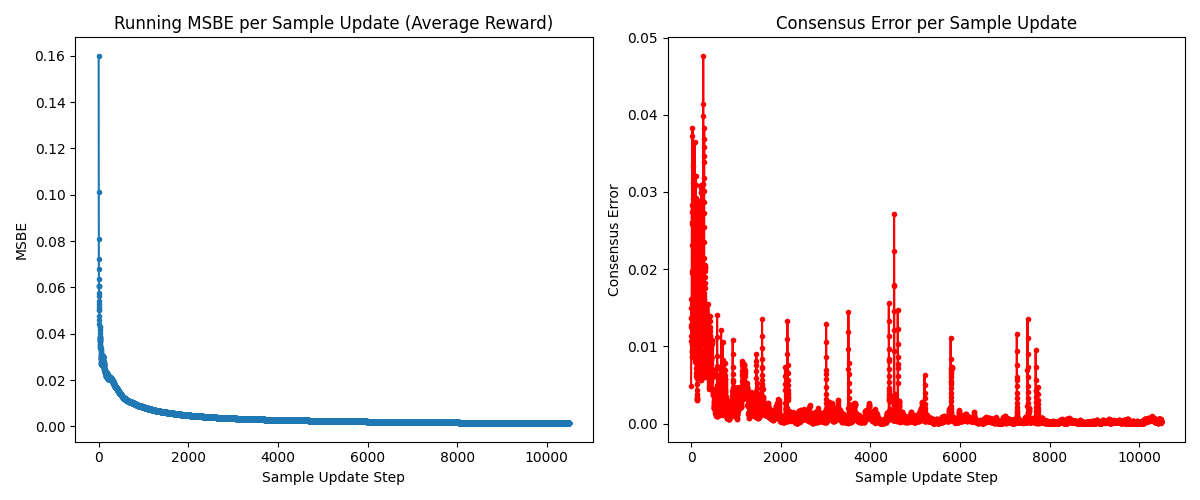 Running MSBE per Sample Update (Average Reward)
MSBE
0.16
0.14
0.12
0.10
0.08
0.06
0.04
0.02
0.00
0 2000 4000 6000 8000 10000
Sample Update Step
Consensus Error per Sample Update
Consensus Error
0.05
0.04
0.03
0.02
0.01
0.00
0 2000 4000 6000 8000 10000
Sample Update Step